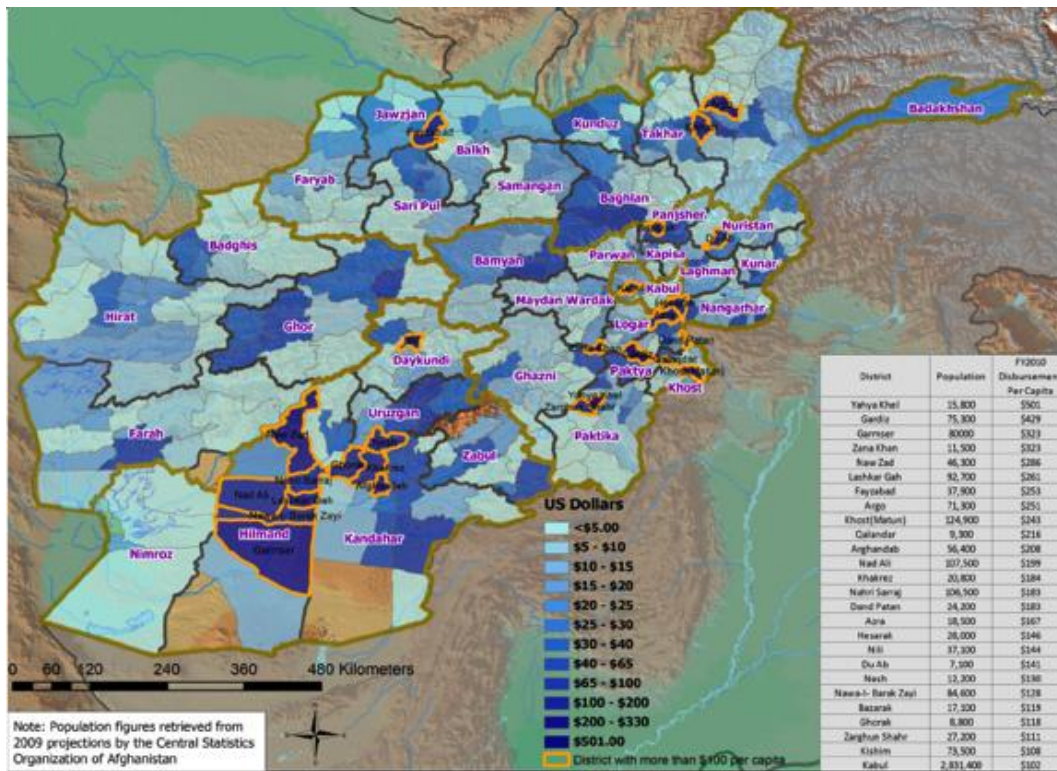 Badakhshan
Jawzjan
Kunduz
Takhar
Balkh
Faryab
Samangan
Sari Pul
Baghlan
Panjsher
Nuristan
Badghis
Bamyan
Parwan
Kapisa
Laghman
Kunar
Kabul
Hirat
Ghor
Maydan Wardak
Nangarhar
Logar
Daykundi
Ghazni
Paktya
Khost
Uruzgan
Farah
Zabul
Paktika
Nad Ali
Hilmand
Garmser
Nimroz
Kandahar
US Dollars
<$5.00
$5 - $10
$10 - $15
$15 - $20
$20 - $25
$25 - $30
$30 - $40
$40 - $65
$65 - $100
$100 - $200
$200 - $330
$501.00
District with more than $100 per capita
0 60 120 240 360 480 Kilometers
Note: Population figures retrieved from
2009 projections by the Central Statistics
Organization of Afghanistan
FY2010
District Population Disbursemen
Per Capita
Yahya Khel 15,800 $501
Gardiz 75,300 $429
Garmser 80000 $323
Zana Khan 11,500 $323
Naw Zad 46,300 $286
Lashkar Gah 92,700 $261
Fayzabad 37,900 $253
Argo 71,300 $251
Khost(Matun) 124,900 $243
Qalandar 9,300 $216
Arghandab 56,400 $208
Nad Ali 107,500 $199
Khakrez 20,800 $184
Nahri Sarraj 106,500 $183
Dand Patan 24,200 $183
Azra 18,500 $167
Hesarak 28,000 $146
Nili 37,100 $144
Du Ab 7,100 $141
Nesh 12,200 $130
Nawa-I- Barak Zayi 84,600 $128
Bazarak 17,100 $119
Ghorak 8,800 $118
Zarghun Shahr 27,200 $111
Kishim 73,500 $108
Kabul 2,831,400 $102